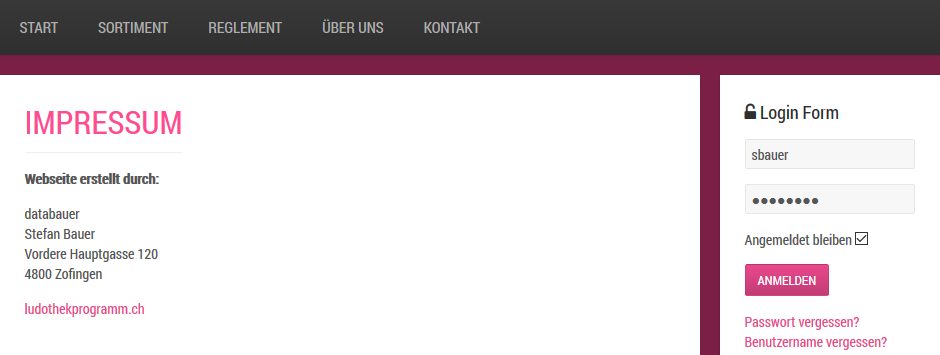 START SORTIMENT REGLEMENT ÜBER UNS KONTAKT
IMPRESSUM
Webseite erstellt durch:
databauer
Stefan Bauer
Vordere Hauptgasse 120
4800 Zofingen
ludothekprogramm.ch
Login Form
sbauer
••••••••
Angemeldet bleiben
ANMELDEN
Passwort vergessen?
Benutzername vergessen?